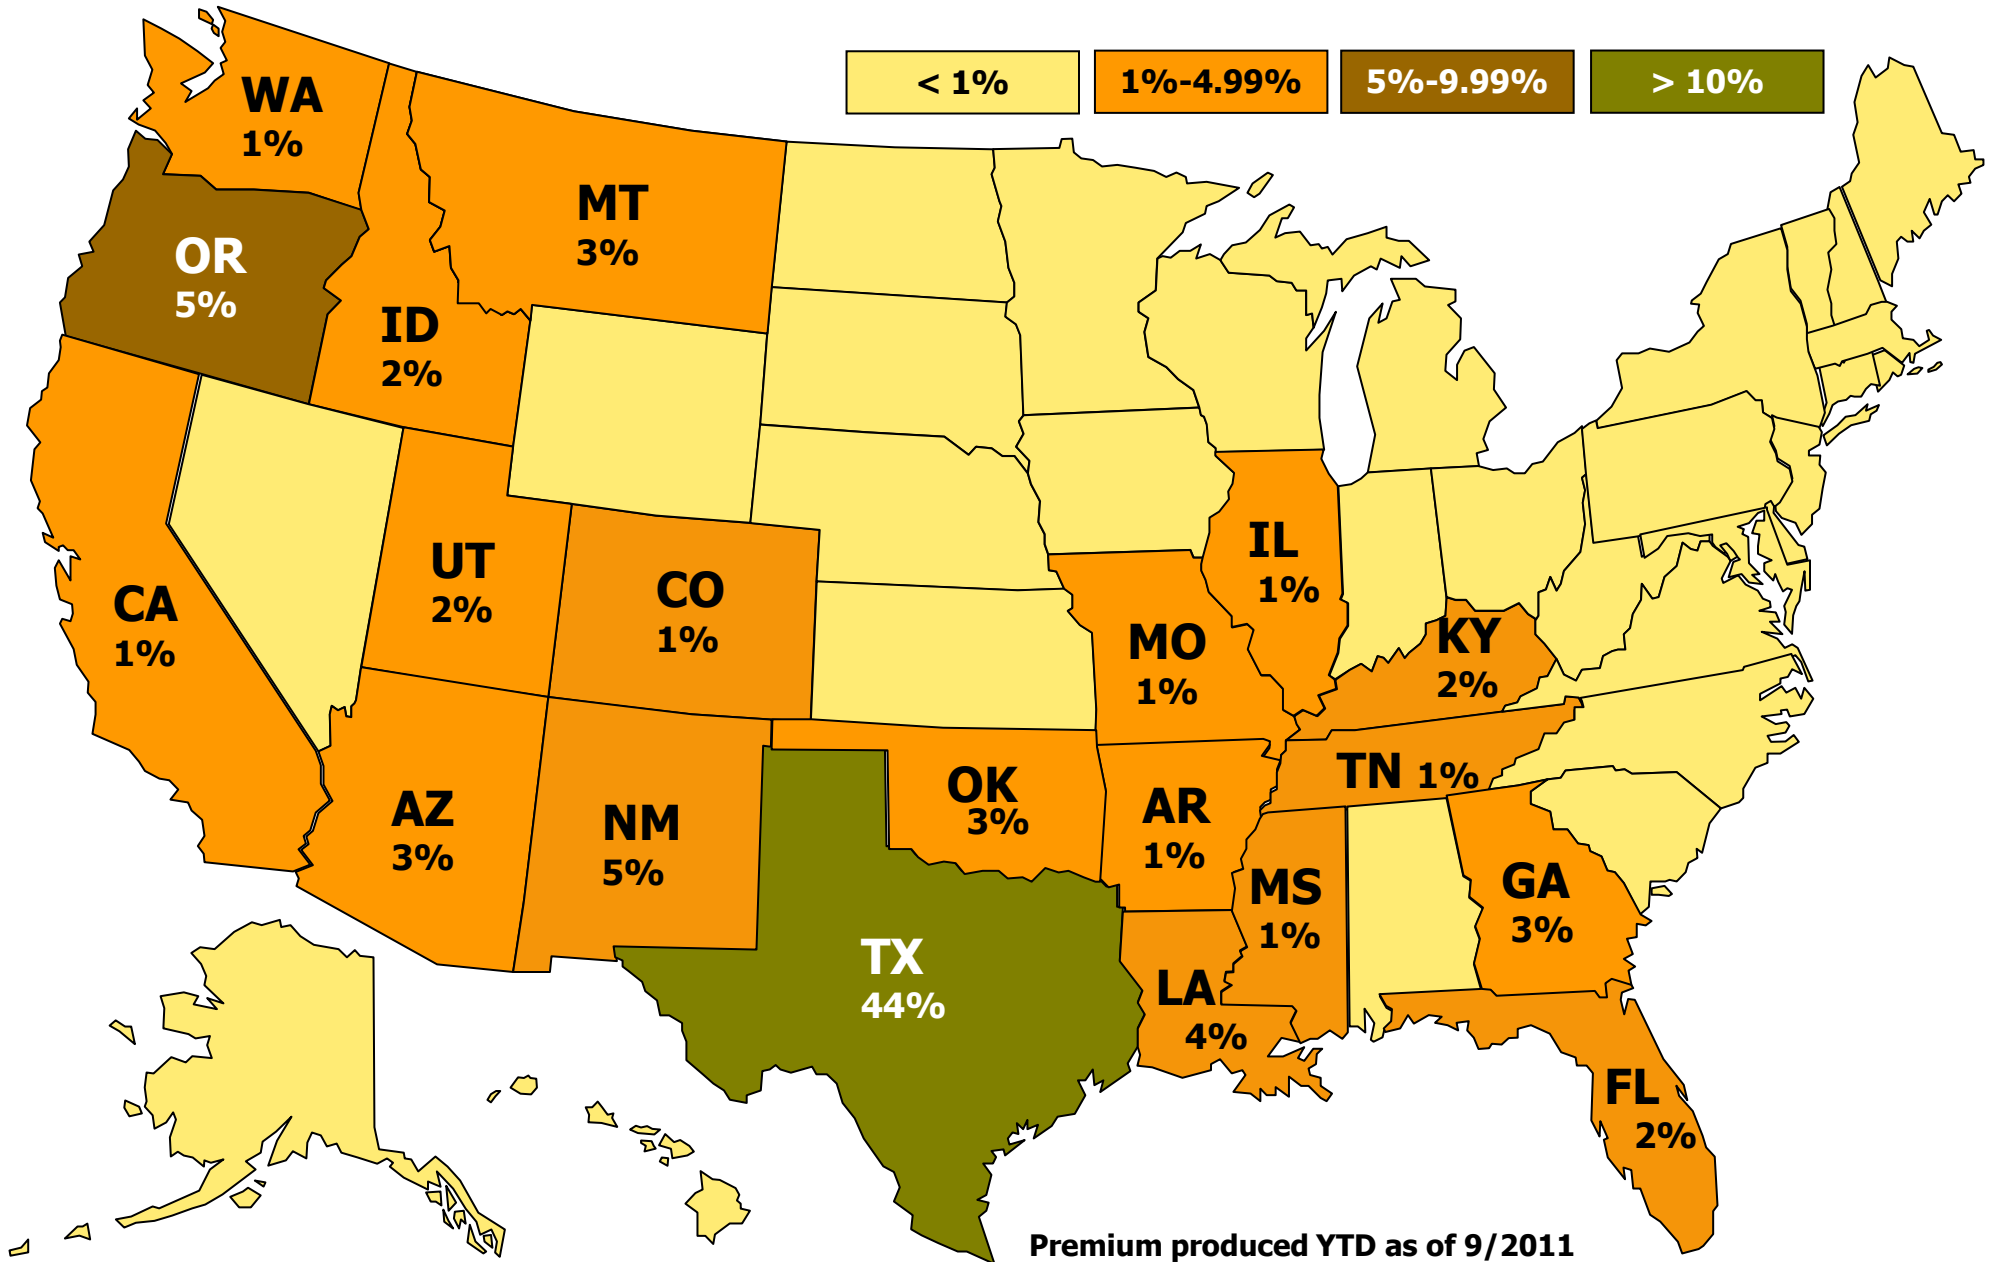 < 1%
1%-4.99%
5%-9.99%
> 10%
WA
1%
OR
5%
MT
3%
ID
2%
CA
1%
UT
2%
CO
1%
AZ
3%
NM
5%
TX
44%
OK
3%
MO
1%
AR
1%
LA
4%
IL
1%
KY
2%
TN 1%
MS
1%
GA
3%
FL
2%
Premium produced YTD as of 9/2011